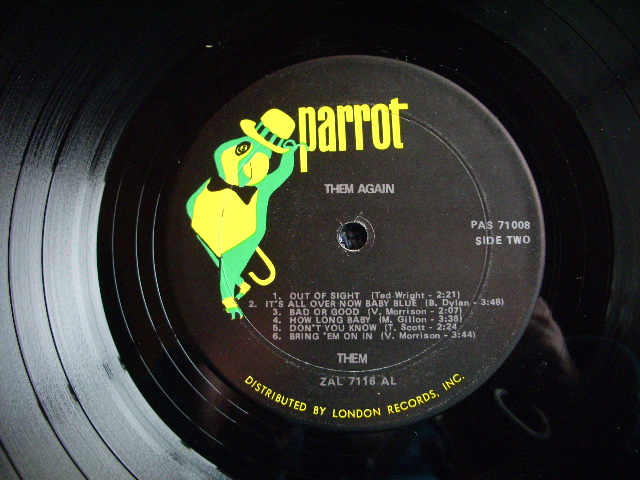 parrot
THEM AGAIN
PAS 71008
SIDE TWO
1. OUT OF SIGHT (Ted Wright - 2:21)
2. IT'S ALL OVER NOW BABY BLUE (B. Dylan - 3:48)
3. BAD OR GOOD (V. Morrison - 2:07)
4. HOW LONG BABY (M. Gillon - 3:38)
5. DON'T YOU KNOW (T. Scott - 2:24
6. BRING 'EM ON IN (V. Morrison - 3:44)
THEM
ZAL 7116 AL
DISTRIBUTED BY LONDON RECORDS, INC.